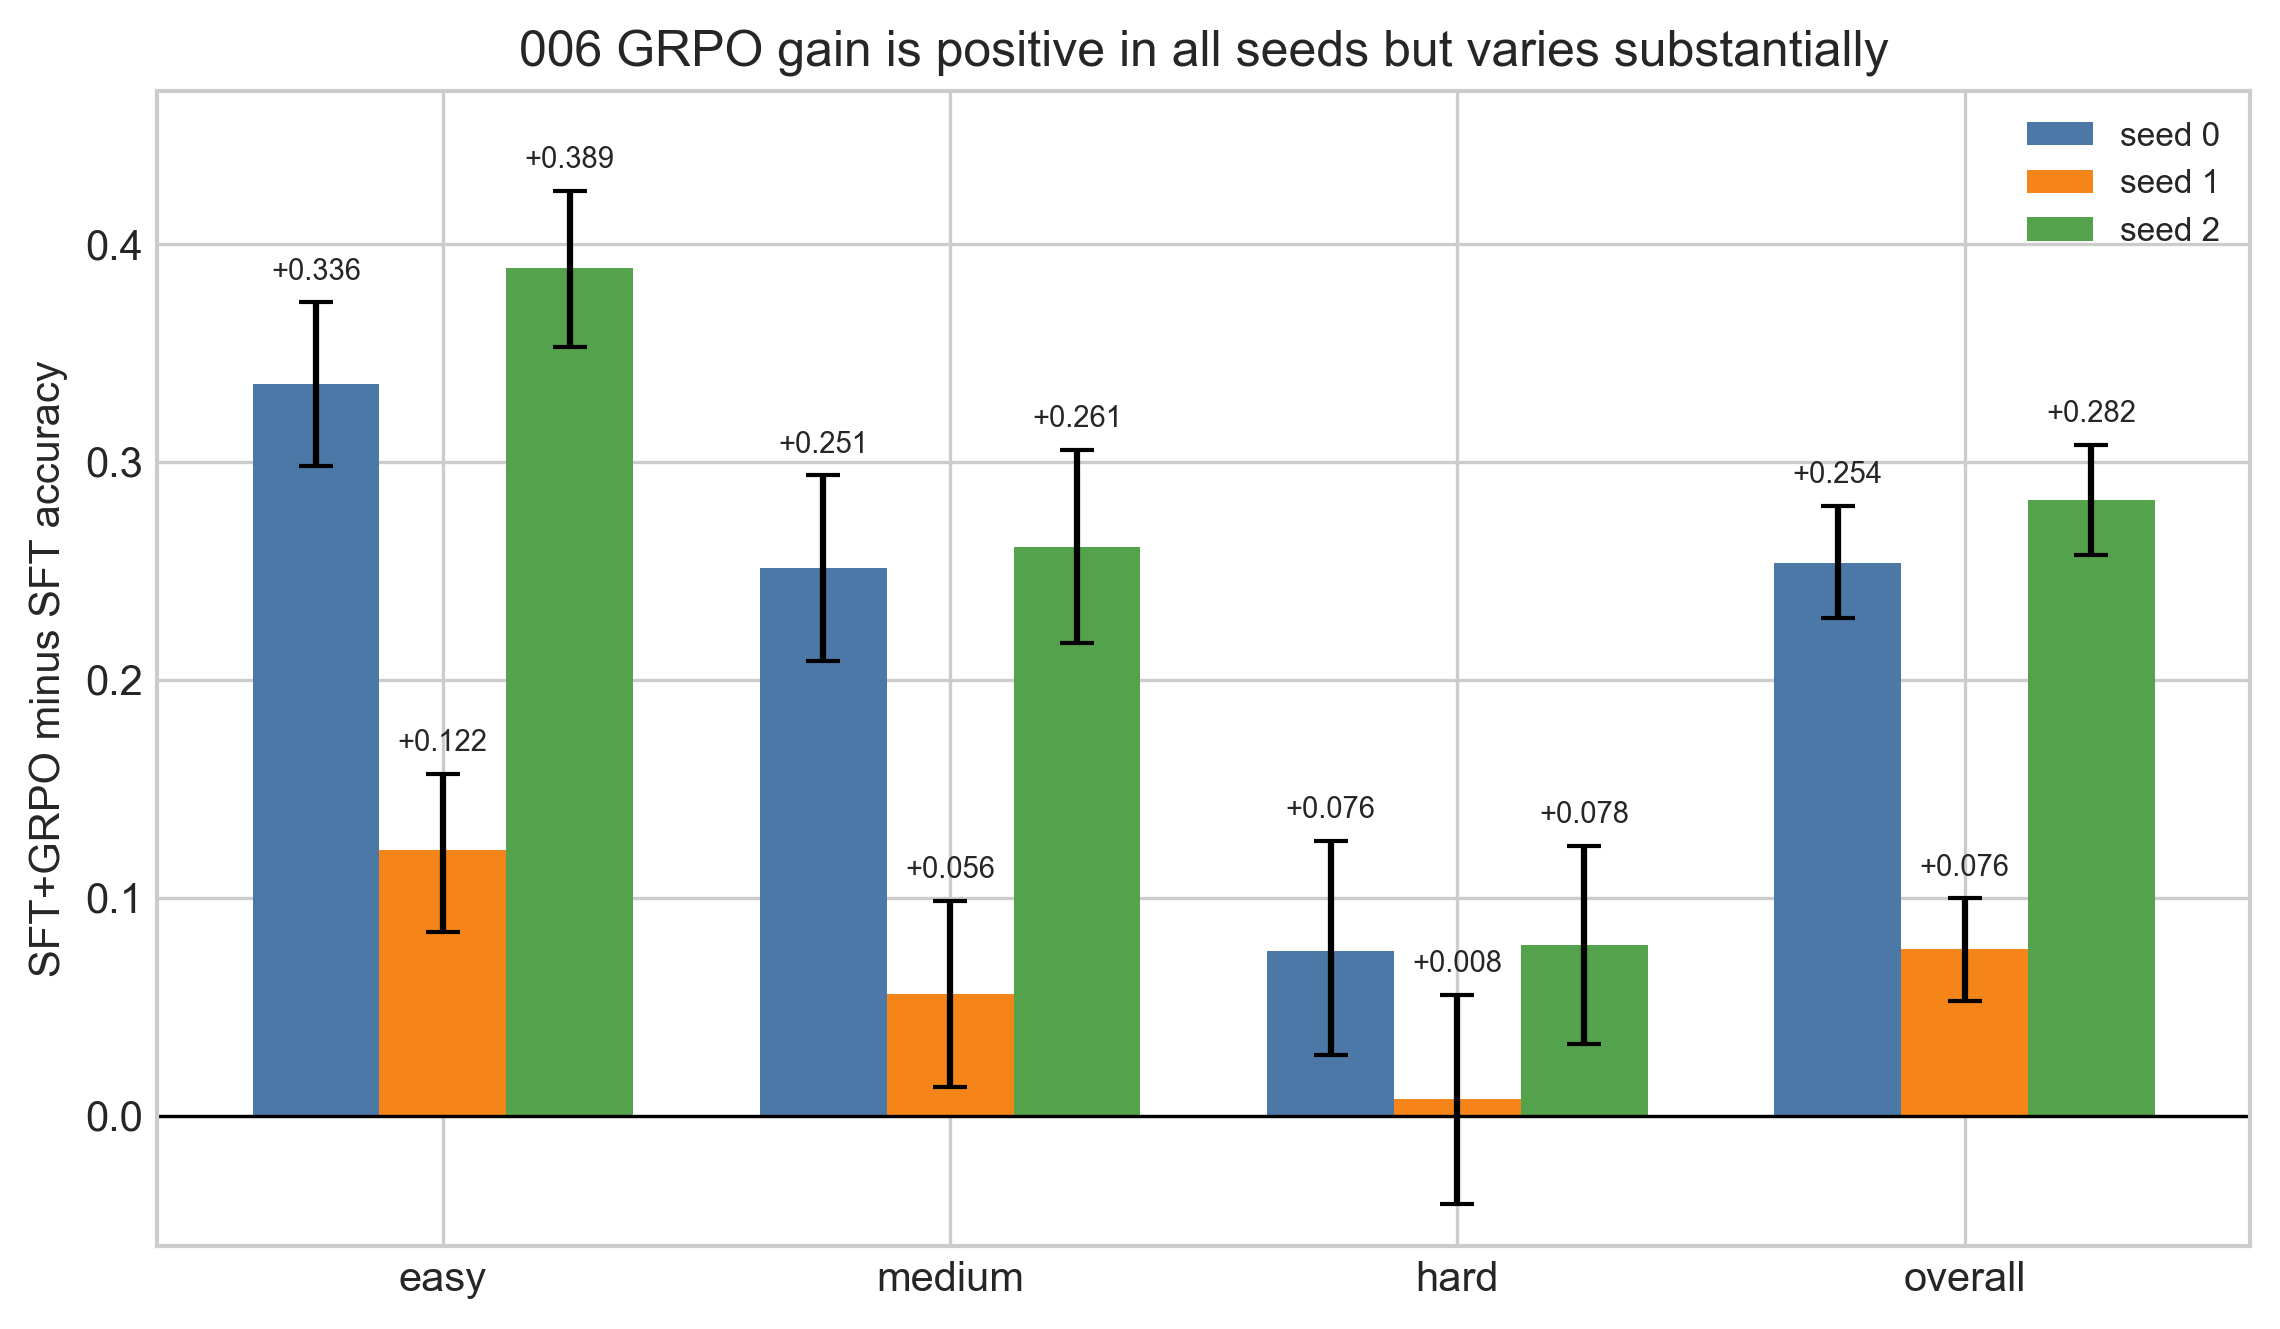 006 GRPO gain is positive in all seeds but varies substantially
seed 0
seed 1
seed 2
SFT+GRPO minus SFT accuracy
0.4
0.3
0.2
0.1
0.0
+0.336
+0.122
+0.389
+0.251
+0.056
+0.261
+0.076
+0.008
+0.078
+0.254
+0.076
+0.282
easy
medium
hard
overall